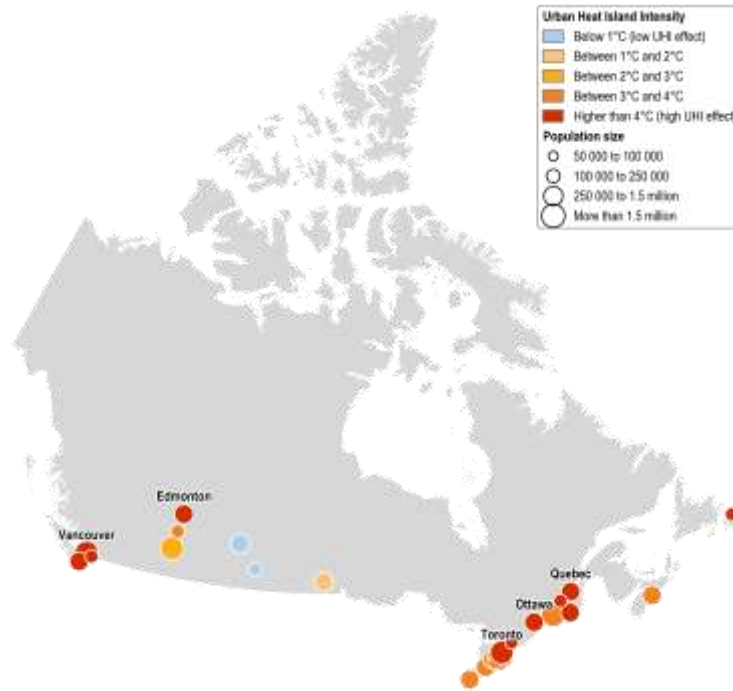 Urban Heat Island Intensity
Below 1°C (low UHI effect)
Between 1°C and 2°C
Between 2°C and 3°C
Between 3°C and 4°C
Higher than 4°C (high UHI effect
Population size
50 000 to 100 000
100 000 to 250 000
250 000 to 1.5 million
More than 1.5 million
Edmonton
Vancouver
Quebec
Ottawa
Toronto